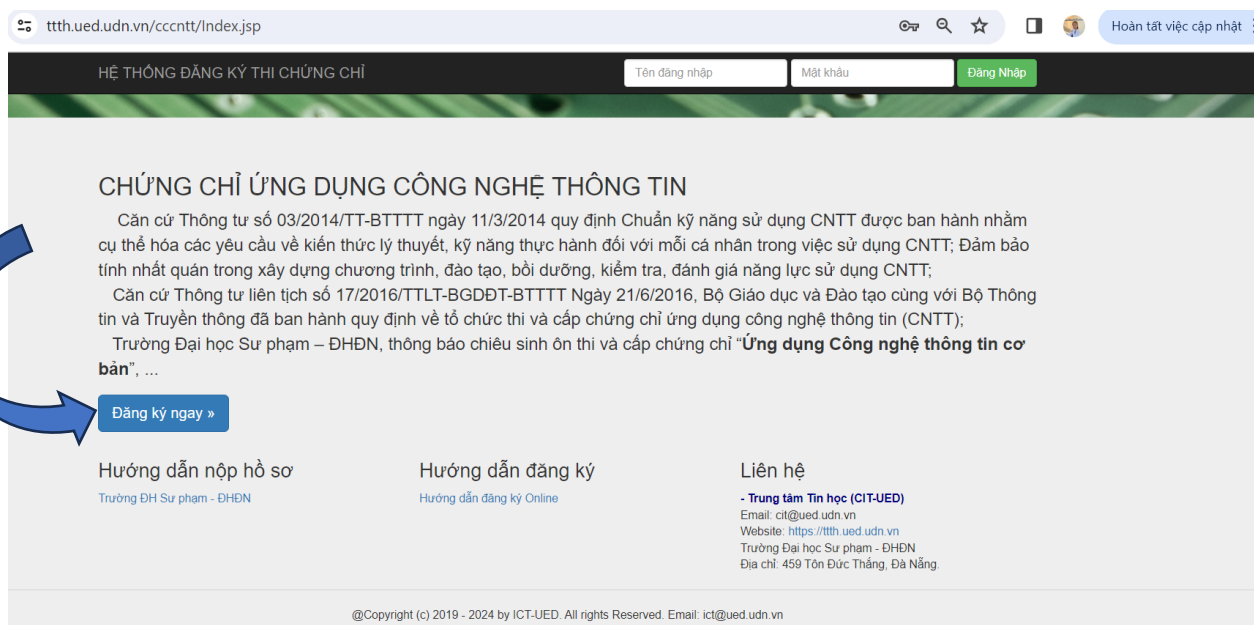 ttth.ued.udn.vn/cccntt/Index.jsp
Hoàn tất việc cập nhật
HỆ THỐNG ĐĂNG KÝ THI CHỨNG CHỈ
Tên đăng nhập
Mật khẩu
Đăng Nhập
CHỨNG CHỈ ỨNG DỤNG CÔNG NGHỆ THÔNG TIN
Căn cứ Thông tư số 03/2014/TT-BTTTT ngày 11/3/2014 quy định Chuẩn kỹ năng sử dụng CNTT được ban hành nhằm
cụ thể hóa các yêu cầu về kiến thức lý thuyết, kỹ năng thực hành đối với mỗi cá nhân trong việc sử dụng CNTT; Đảm bảo
tính nhất quán trong xây dựng chương trình, đào tạo, bồi dưỡng, kiểm tra, đánh giá năng lực sử dụng CNTT;
Căn cứ Thông tư liên tịch số 17/2016/TTLT-BGDĐT-BTTTT Ngày 21/6/2016, Bộ Giáo dục và Đào tạo cùng với Bộ Thông
tin và Truyền thông đã ban hành quy định về tổ chức thi và cấp chứng chỉ ứng dụng công nghệ thông tin (CNTT);
Trường Đại học Sư phạm – ĐHĐN, thông báo chiêu sinh ôn thi và cấp chứng chỉ “Ứng dụng Công nghệ thông tin cơ
bản”, ...
Đăng ký ngay »
Hướng dẫn nộp hồ sơ
Trường ĐH Sư phạm - ĐHĐN
Hướng dẫn đăng ký
Hướng dẫn đăng ký Online
Liên hệ
- Trung tâm Tin học (CIT-UED)
Email: cit@ued.udn.vn
Website: https://ttth.ued.udn.vn
Trường Đại học Sư phạm - ĐHĐN
Địa chỉ: 459 Tôn Đức Thắng, Đà Nẵng.
@Copyright (c) 2019 - 2024 by ICT-UED. All rights Reserved. Email: ict@ued.udn.vn